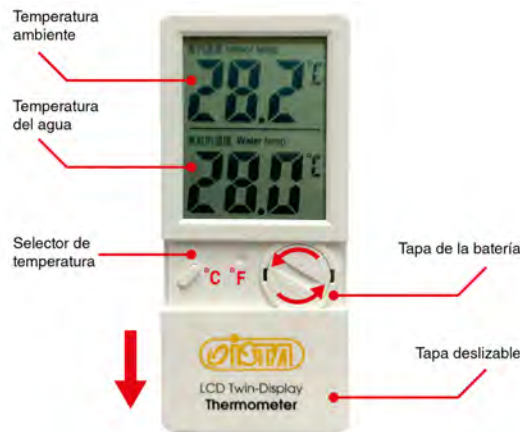 Temperatura
ambiente
Indoor temp.
28.2 °C
Temperatura
del agua
Water temp.
28.0 °C
Selector de
temperatura
°C °F
Tapa de la batería
ISTA
LCD Twin-Display
Thermometer
Tapa deslizable